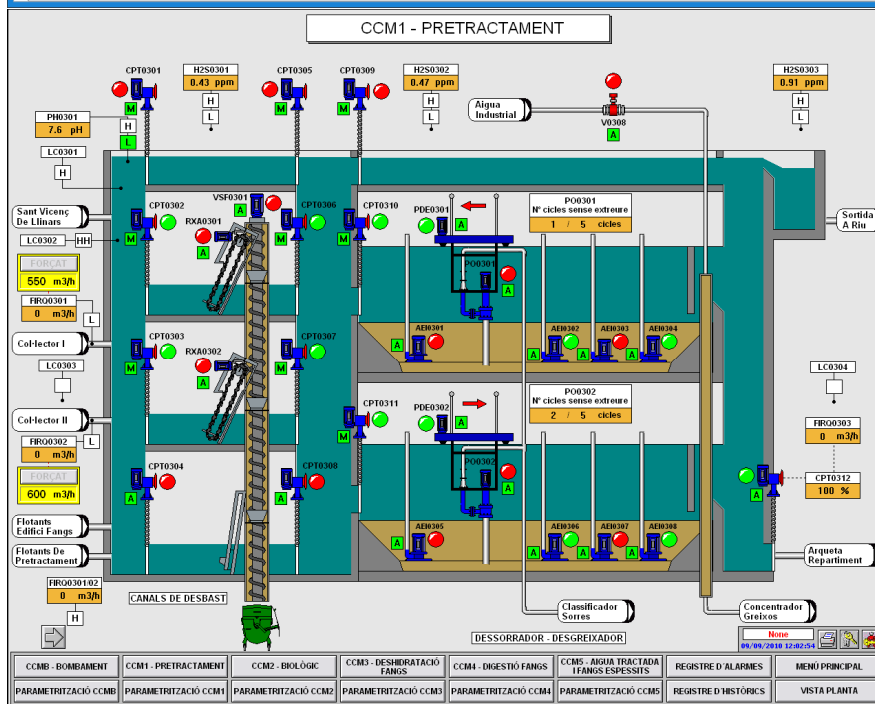 CCM1 - PRETRACTAMENT
CPT0301
H2S0301
0.43 ppm
H
L
CPT0305
CPT0309
H2S0302
0.47 ppm
H
L
H2S0303
0.91 ppm
H
L
M
M
M
Aigua
Industrial
V0308
A
PH0301
7.6 pH
H
L
LC0301
H
Sant Vicenç
De Llinars
CPT0302
M
VSF0301
A
RXA0301
A
CPT0306
M
CPT0310
M
PDE0301
A
PO0301
Nº cicles sense extreure
1 / 5 cicles
Sortida
A Riu
LC0302
HH
FORÇAT
550 m3/h
FIRQ0301
0 m3/h
L
PO0301
A
Col·lector I
CPT0303
M
RXA0302
A
CPT0307
M
AEI0301
A
AEI0302
A
AEI0303
A
AEI0304
A
LC0303
LC0304
CPT0311
M
PDE0302
A
PO0302
Nº cicles sense extreure
2 / 5 cicles
Col·lector II
FIRQ0302
0 m3/h
L
FIRQ0303
0 m3/h
FORÇAT
600 m3/h
CPT0304
A
CPT0308
A
PO0302
A
A
CPT0312
100 %
Flotants
Edifici Fangs
Flotants De
Pretractament
AEI0305
A
AEI0306
A
AEI0307
A
AEI0308
A
Arqueta
Repartiment
FIRQ0301/02
0 m3/h
H
CANALS DE DESBAST
Classificador
Sorres
Concentrador
Greixos
DESSORRADOR - DESGREIXADOR
None
09/09/2010 12:02:54
CCMB - BOMBAMENT
CCM1 - PRETRACTAMENT
CCM2 - BIOLÒGIC
CCM3 - DESHIDRATACIÓ
FANGS
CCM4 - DIGESTIÓ FANGS
CCM5 - AIGUA TRACTADA
I FANGS ESPESSITS
REGISTRE D'ALARMES
MENÚ PRINCIPAL
PARAMETRITZACIÓ CCMB
PARAMETRITZACIÓ CCM1
PARAMETRITZACIÓ CCM2
PARAMETRITZACIÓ CCM3
PARAMETRITZACIÓ CCM4
PARAMETRITZACIÓ CCM5
REGISTRE D'HISTÒRICS
VISTA PLANTA